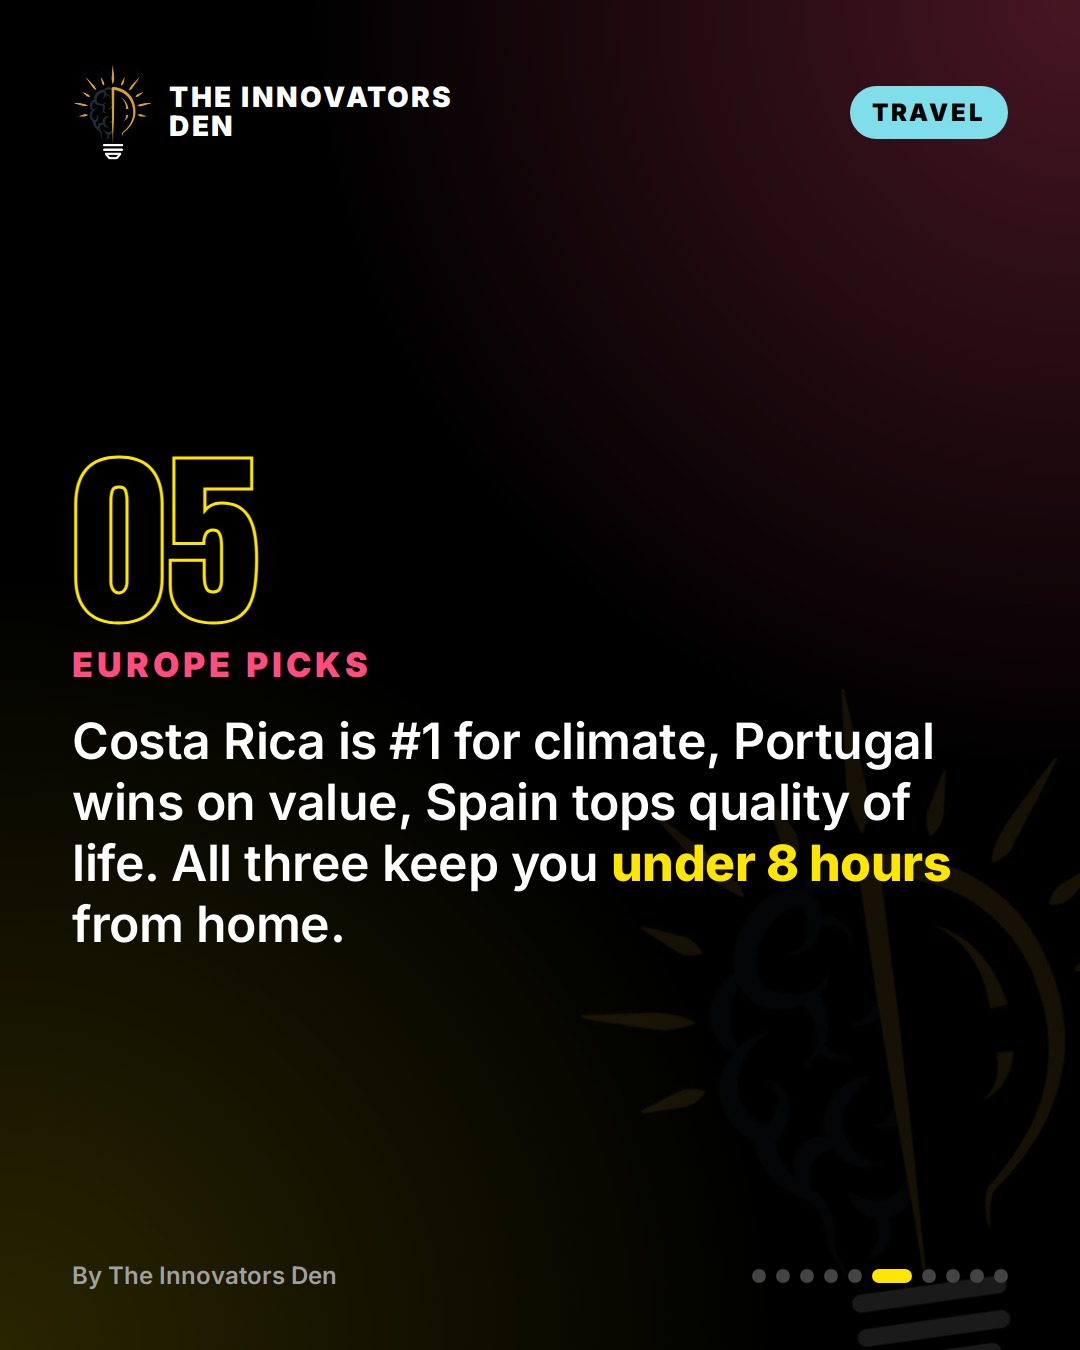 THE INNOVATORS
DEN
TRAVEL
05
EUROPE PICKS
Costa Rica is #1 for climate, Portugal
wins on value, Spain tops quality of
life. All three keep you under 8 hours
from home.
By The Innovators Den